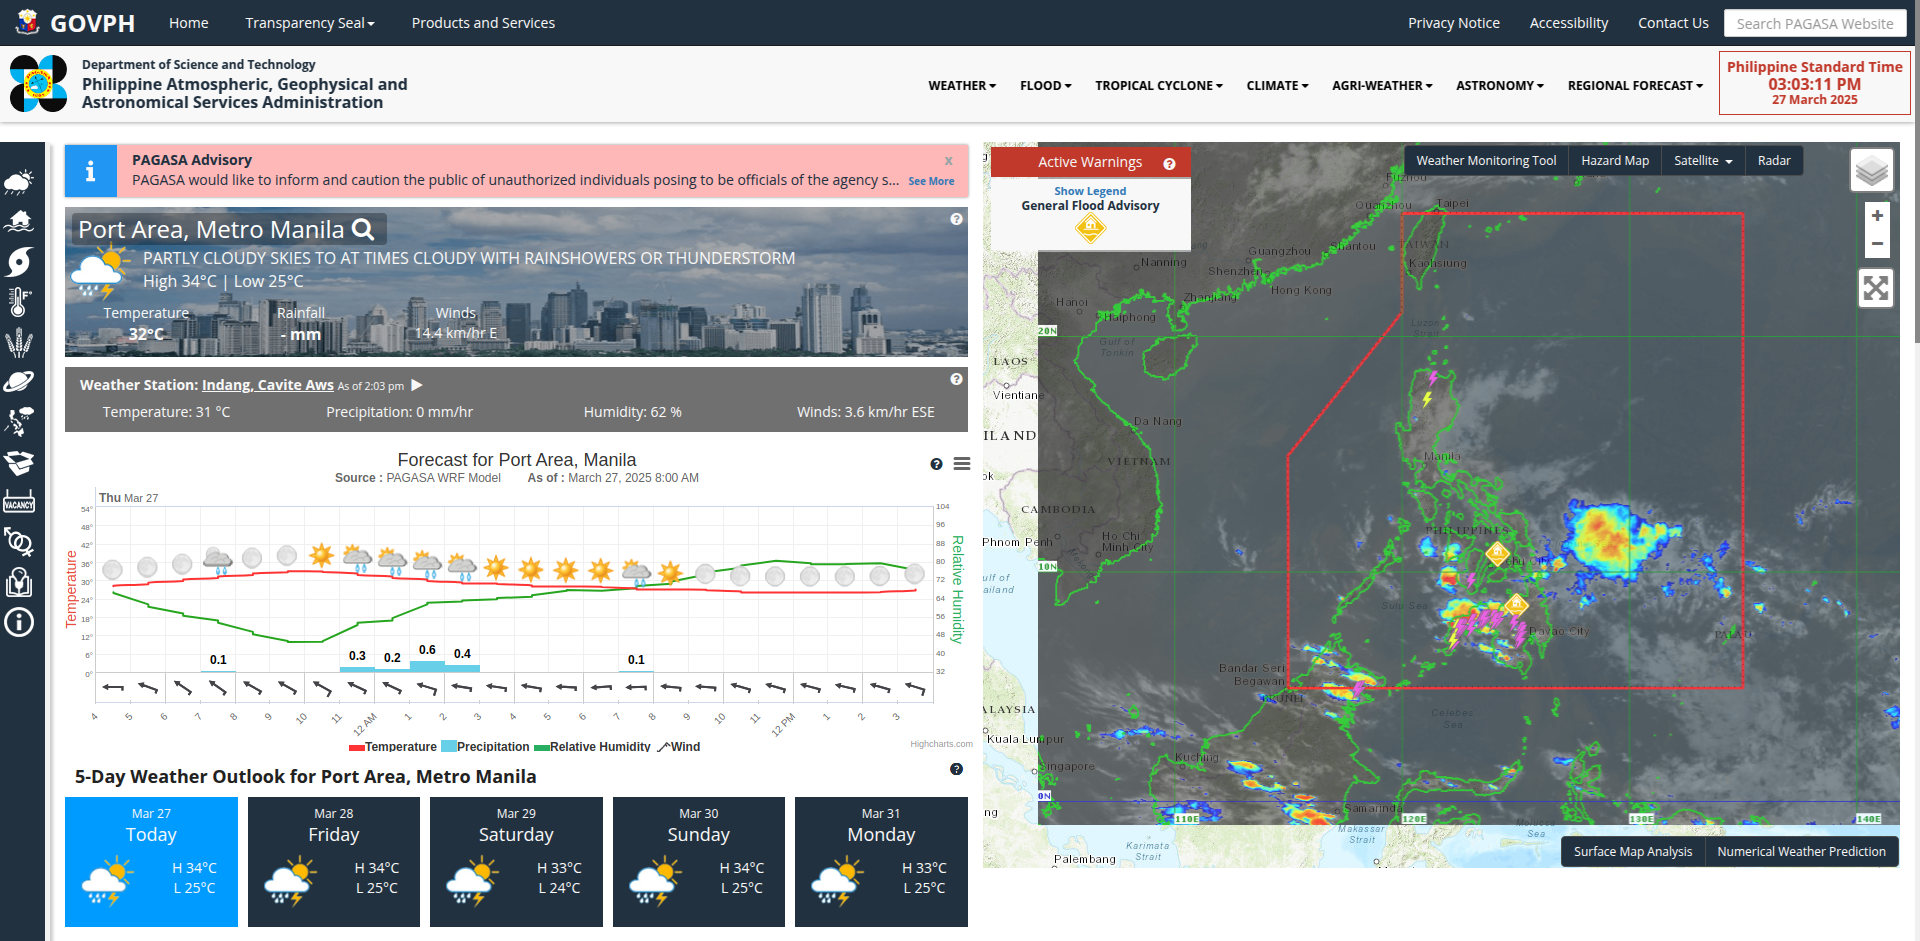 GOVPH
Home
Transparency Seal
Products and Services
Privacy Notice
Accessibility
Contact Us
Search PAGASA Website
Department of Science and Technology
Philippine Atmospheric, Geophysical and
Astronomical Services Administration
WEATHER
FLOOD
TROPICAL CYCLONE
CLIMATE
AGRI-WEATHER
ASTRONOMY
REGIONAL FORECAST
Philippine Standard Time
03:03:11 PM
27 March 2025
VACANCY
PAGASA Advisory
x
PAGASA would like to inform and caution the public of unauthorized individuals posing to be officials of the agency s... See More
Port Area, Metro Manila
PARTLY CLOUDY SKIES TO AT TIMES CLOUDY WITH RAINSHOWERS OR THUNDERSTORM
High 34°C | Low 25°C
Temperature Rainfall Winds
32°C - mm 14.4 km/hr E
Weather Station: Indang, Cavite Aws As of 2:03 pm
Temperature: 31 °C Precipitation: 0 mm/hr Humidity: 62 % Winds: 3.6 km/hr ESE
Forecast for Port Area, Manila
Source : PAGASA WRF Model As of : March 27, 2025 8:00 AM
Thu Mar 27
Temperature
54°
48°
42°
36°
30°
24°
18°
12°
6°
0°
104
96
88
80
72
64
56
48
40
32
Relative Humidity
0.1 0.3 0.2 0.6 0.4 0.1
4 5 6 7 8 9 10 11 12 AM 1 2 3 4 5 6 7 8 9 10 11 12 PM 1 2 3
Temperature Precipitation Relative Humidity Wind
Highcharts.com
5-Day Weather Outlook for Port Area, Metro Manila
Mar 27
Today
H 34°C
L 25°C
Mar 28
Friday
H 34°C
L 25°C
Mar 29
Saturday
H 33°C
L 24°C
Mar 30
Sunday
H 34°C
L 25°C
Mar 31
Monday
H 33°C
L 25°C
Active Warnings
Show Legend
General Flood Advisory
Weather Monitoring Tool
Hazard Map
Satellite
Radar
+
−
Fuzhou
Quanzhou
Taipei
Guangzhou
Shantou
TAIWAN
Nanning
Shenzhen
Kaohsiung
Hong Kong
Hanoi
Zhanjiang
Haiphong
Luzon
Strait
20N
Gulf of
Tonkin
LAOS
Vientiane
Da Nang
ILAND
Manila
VIETNAM
ok
CAMBODIA
PHILIPPINES
Phnom Penh
Ho Chi
Minh City
Cebu City
10N
ulf of
ailand
Sulu Sea
Davao City
PALAU
Bandar Seri
Begawan
BRUNEI
ALAYSIA
Celebes
Sea
Kuala Lumpur
Kuching
Singapore
0N
Samarinda
110E
120E
130E
140E
ng
Makassar
Strait
Molucca
Sea
Karimata
Strait
Palembang
Surface Map Analysis
Numerical Weather Prediction